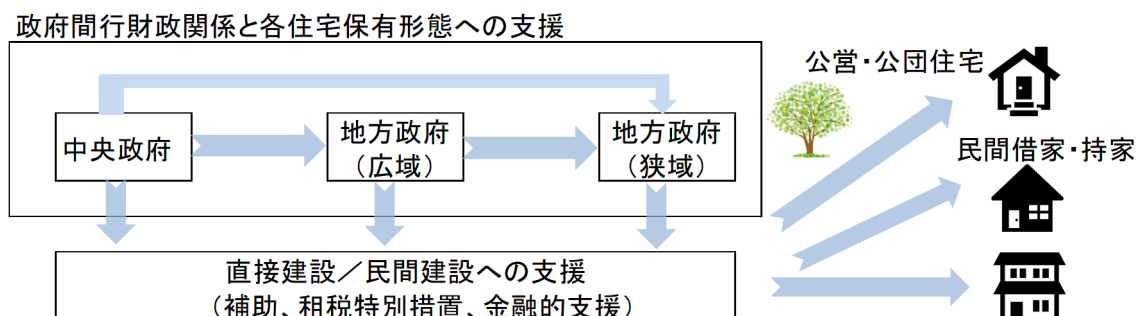 政府間行財政関係と各住宅保有形態への支援
公営・公団住宅
中央政府
地方政府
（広域）
地方政府
（狭域）
民間借家・持家
直接建設／民間建設への支援
（補助、租税特別措置、金融的支援）